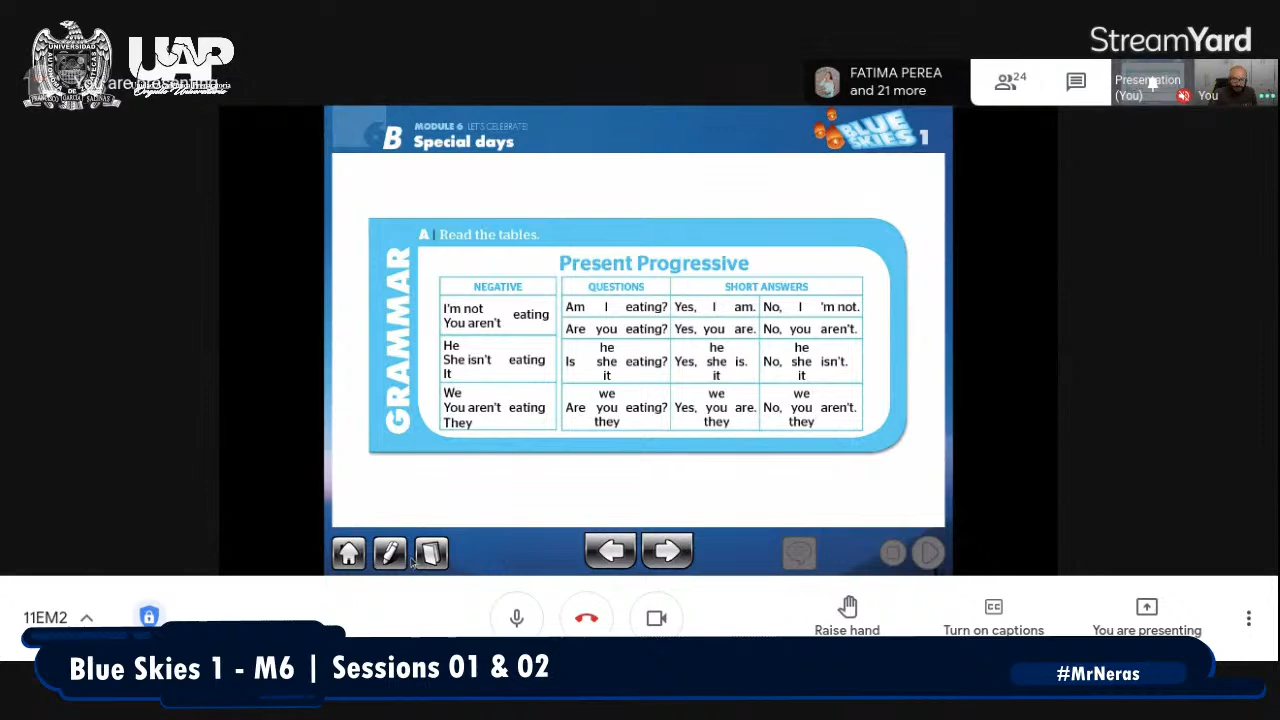 UAP
You are presenting
StreamYard
FATIMA PEREA
and 21 more
24
Presentation
(You)
You
B
MODULE 6 LET'S CELEBRATE!
Special days
BLUE
SKIES 1
GRAMMAR
A | Read the tables.
Present Progressive
NEGATIVE QUESTIONS SHORT ANSWERS
I'm not
You aren't eating
He
She isn't eating
It
We
You aren't eating
They
Am I eating? Yes, I am. No, I 'm not.
Are you eating? Yes, you are. No, you aren't.
he he he
Is she eating? Yes, she is. No, she isn't.
it it it
we we we
Are you eating? Yes, you are. No, you aren't.
they they they
11EM2
Raise hand
CC
Turn on captions
You are presenting
Blue Skies 1 - M6 | Sessions 01 & 02
#MrNeras